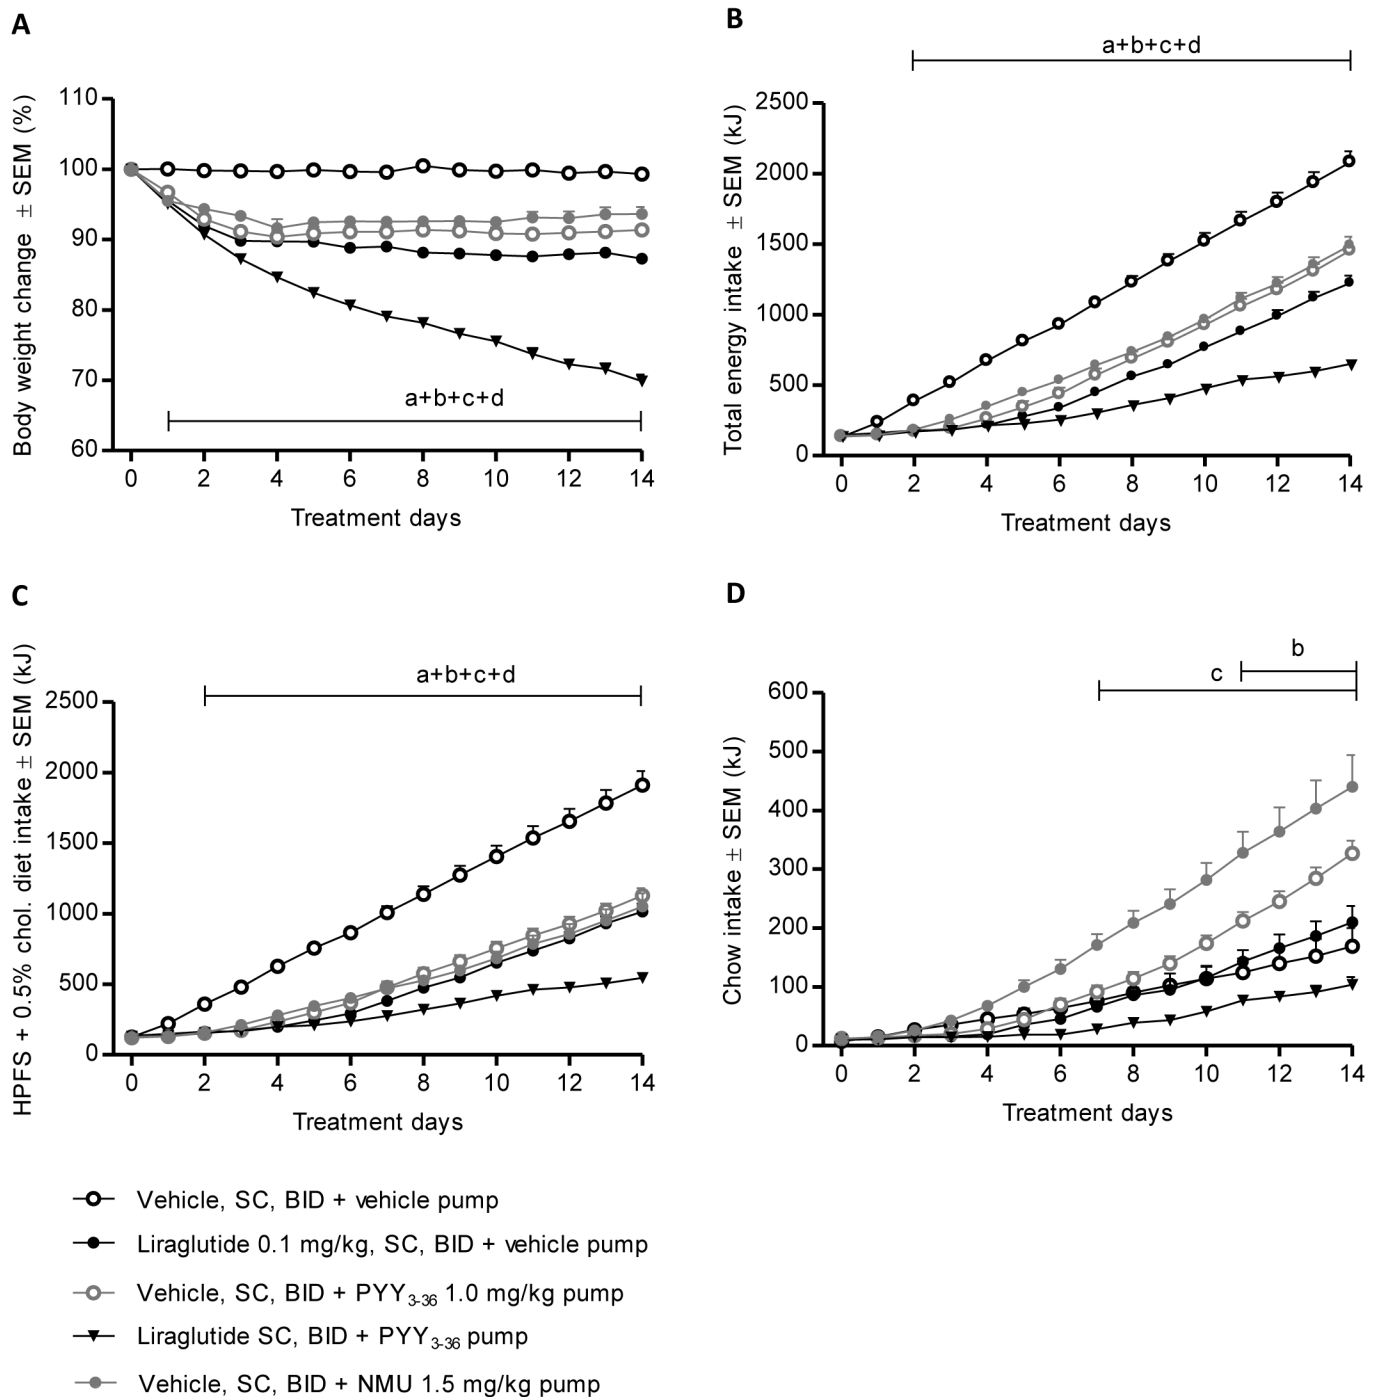 A
Body weight change ± SEM (%)
110
100
90
80
70
60
a+b+c+d
0 2 4 6 8 10 12 14
Treatment days
B
Total energy intake ± SEM (kJ)
a+b+c+d
2500
2000
1500
1000
500
0
0 2 4 6 8 10 12 14
Treatment days
C
HPFS + 0.5% chol. diet intake ± SEM (kJ)
a+b+c+d
2500
2000
1500
1000
500
0
0 2 4 6 8 10 12 14
Treatment days
D
Chow intake ± SEM (kJ)
b
c
600
500
400
300
200
100
0
0 2 4 6 8 10 12 14
Treatment days
Vehicle, SC, BID + vehicle pump
Liraglutide 0.1 mg/kg, SC, BID + vehicle pump
Vehicle, SC, BID + PYY3-36 1.0 mg/kg pump
Liraglutide SC, BID + PYY3-36 pump
Vehicle, SC, BID + NMU 1.5 mg/kg pump